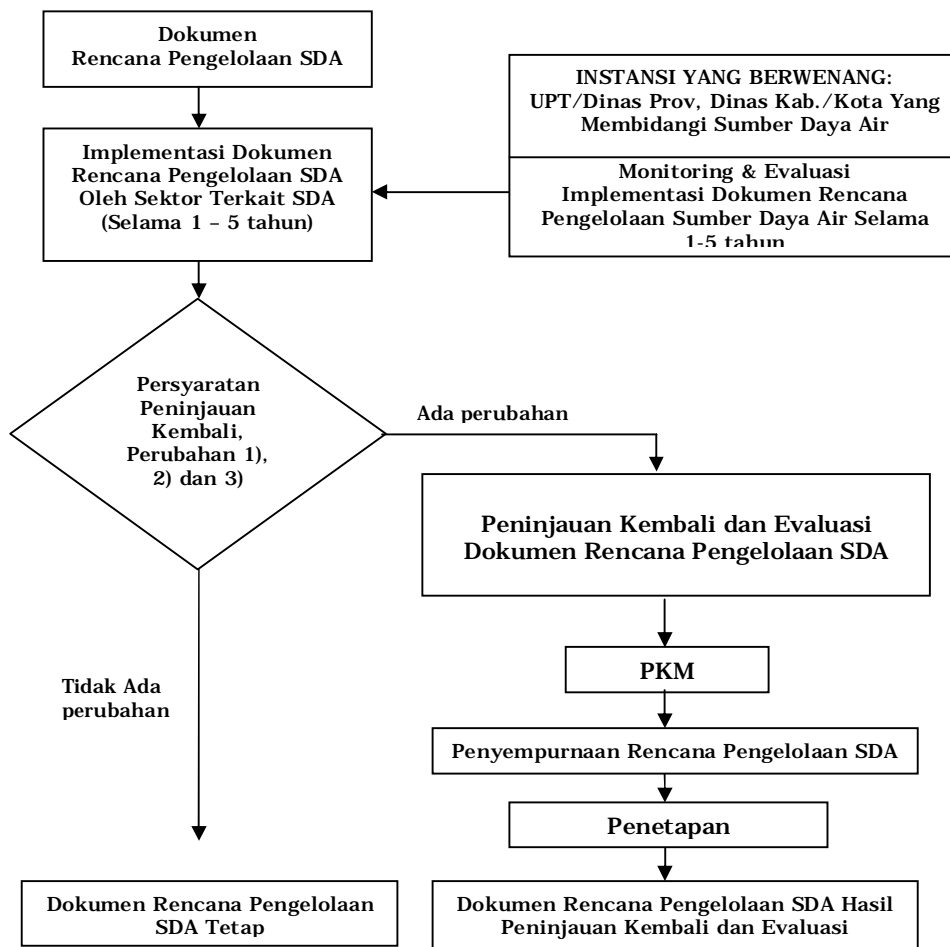 Dokumen
Rencana Pengelolaan SDA
INSTANSI YANG BERWENANG:
UPT/Dinas Prov, Dinas Kab./Kota Yang
Membidangi Sumber Daya Air
Implementasi Dokumen
Rencana Pengelolaan SDA
Oleh Sektor Terkait SDA
(Selama 1 – 5 tahun)
Monitoring & Evaluasi
Implementasi Dokumen Rencana
Pengelolaan Sumber Daya Air Selama
1-5 tahun
Persyaratan
Peninjauan
Kembali,
Perubahan 1),
2) dan 3)
Ada perubahan
Peninjauan Kembali dan Evaluasi
Dokumen Rencana Pengelolaan SDA
PKM
Tidak Ada
perubahan
Penyempurnaan Rencana Pengelolaan SDA
Penetapan
Dokumen Rencana Pengelolaan
SDA Tetap
Dokumen Rencana Pengelolaan SDA Hasil
Peninjauan Kembali dan Evaluasi